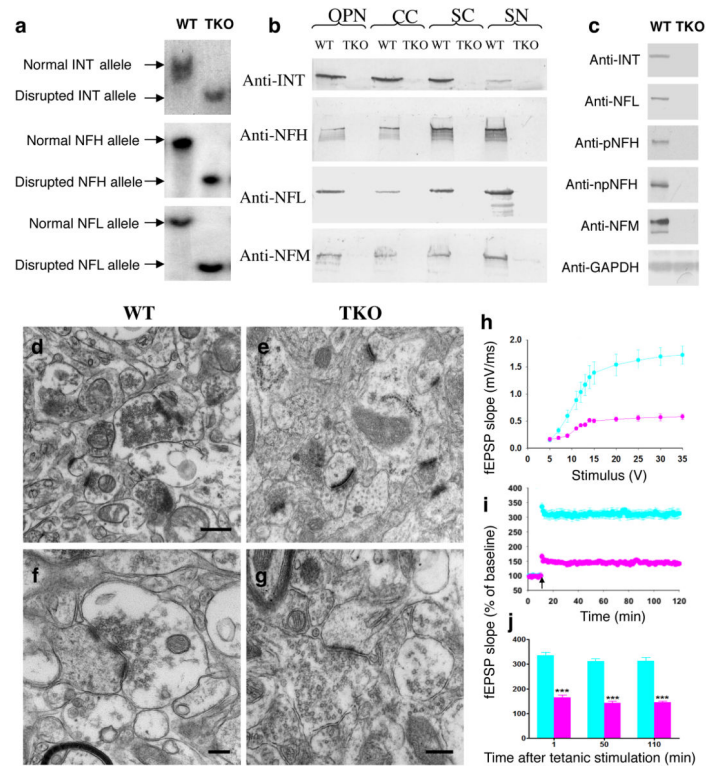 a
WT TKO
Normal INT allele
Disrupted INT allele
Normal NFH allele
Disrupted NFH allele
Normal NFL allele
Disrupted NFL allele
b
OPN CC SC SN
WT TKO WT TKO WT TKO WT TKO
Anti-INT
Anti-NFH
Anti-NFL
Anti-NFM
c
WT TKO
Anti-INT
Anti-NFL
Anti-pNFH
Anti-npNFH
Anti-NFM
Anti-GAPDH
WT TKO
d
e
f
g
h
fEPSP slope (mV/ms)
2.0
1.5
1.0
0.5
0.0
0 5 10 15 20 25 30 35
Stimulus (V)
i
fEPSP slope (% of baseline)
400
350
300
250
200
150
100
50
20 40 60 80 100 120
Time (min)
j
400
300
200
100
0
*** *** ***
1 50 110
Time after tetanic stimulation (min)